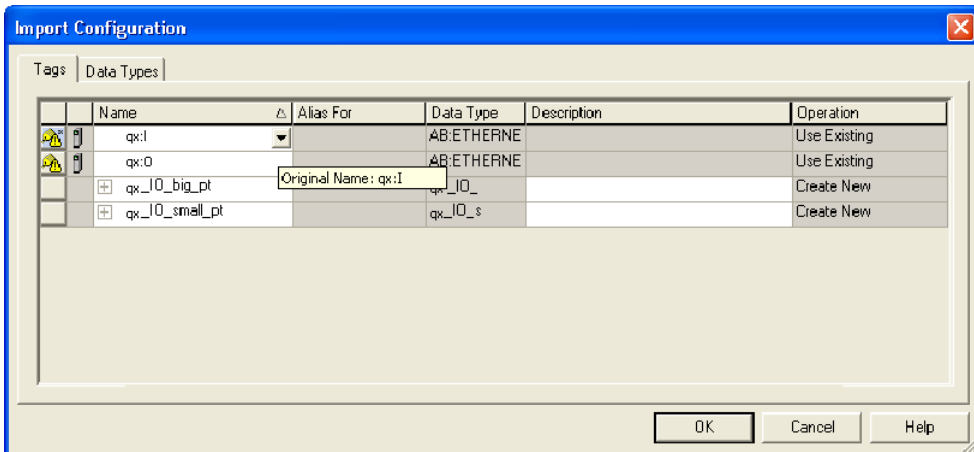 Import Configuration
Tags Data Types
Name Alias For Data Type Description Operation
qx:I AB:ETHERNE Use Existing
qx:O AB:ETHERNE Use Existing
Original Name: qx:I
qx_IO_big_pt qx_IO_ Create New
qx_IO_small_pt qx_IO_s Create New
OK Cancel Help